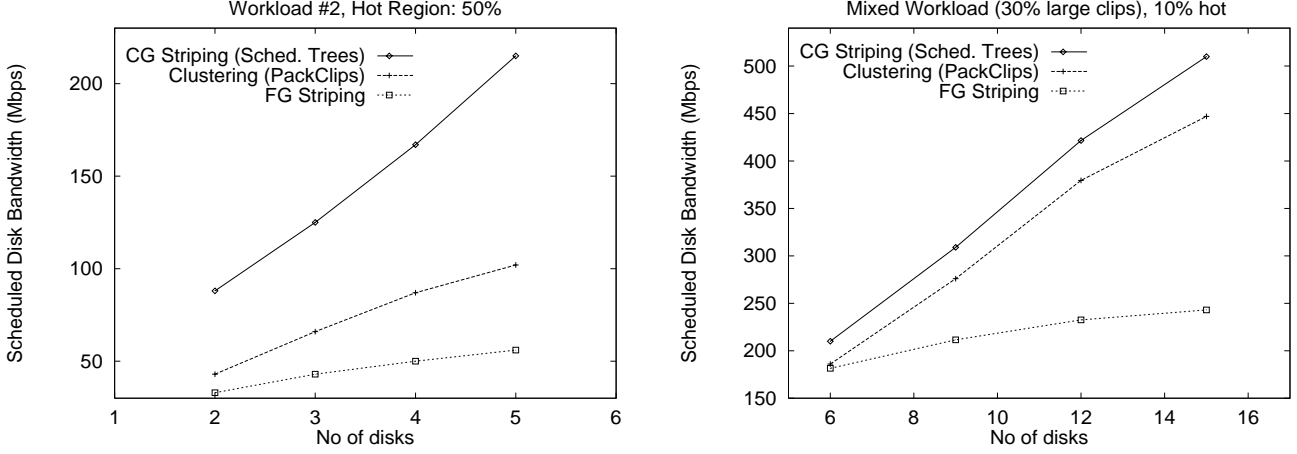 Workload #2, Hot Region: 50%
CG Striping (Sched. Trees)
Clustering (PackClips)
FG Striping
Scheduled Disk Bandwidth (Mbps)
200
150
100
50
1 2 3 4 5 6
No of disks
Mixed Workload (30% large clips), 10% hot
CG Striping (Sched. Trees)
Clustering (PackClips)
FG Striping
Scheduled Disk Bandwidth (Mbps)
500
450
400
350
300
250
200
150
6 8 10 12 14 16
No of disks